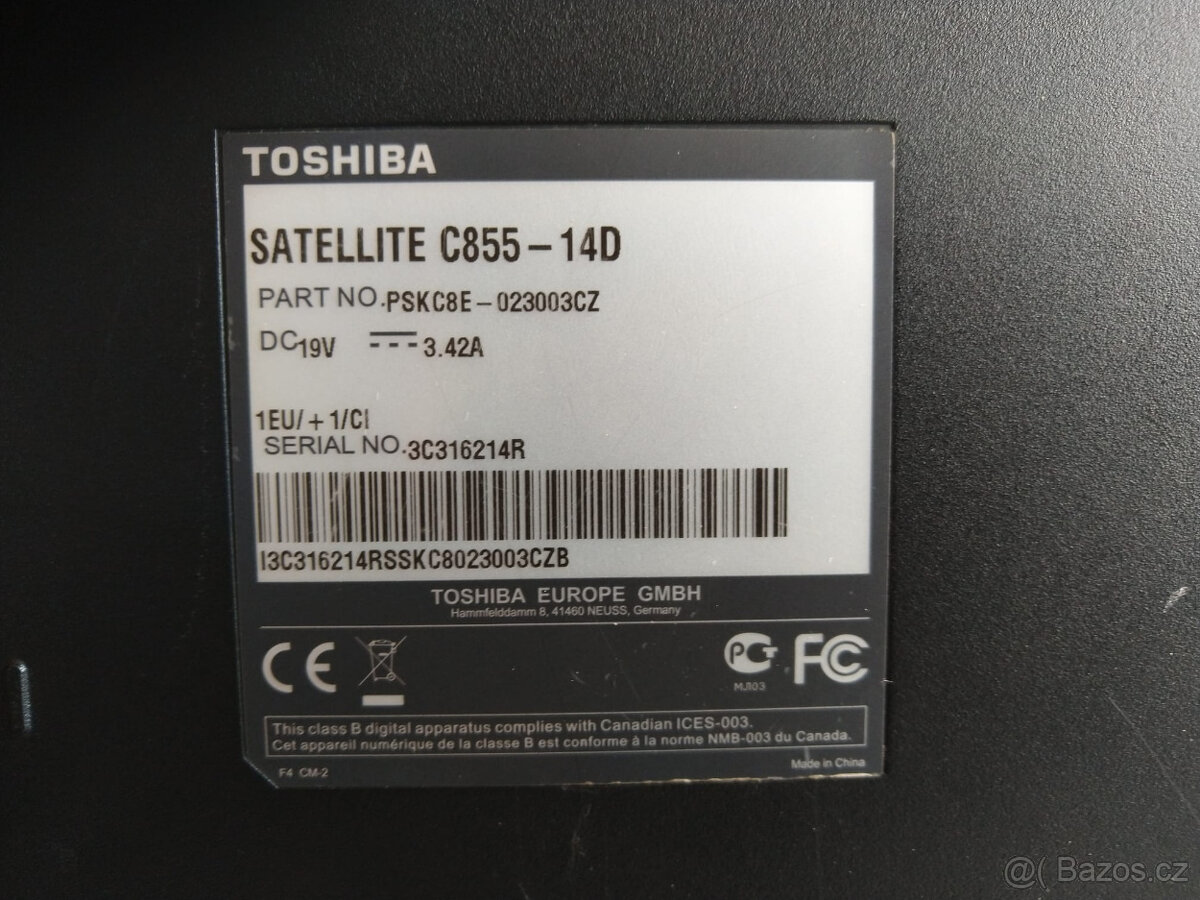 TOSHIBA
SATELLITE C855-14D
PART NO. PSKC8E-023003CZ
DC 19V 3.42A
1EU/+1/CI
SERIAL NO. 3C316214R
I3C316214RSSKC8023003CZB
TOSHIBA EUROPE GMBH
Hammfelddamm 8, 41460 NEUSS, Germany
CE
РСТ FC
МЛ03
This class B digital apparatus complies with Canadian ICES-003.
Cet appareil numérique de la classe B est conforme à la norme NMB-003 du Canada.
F4 CM-2 Made in China
@( Bazos.cz